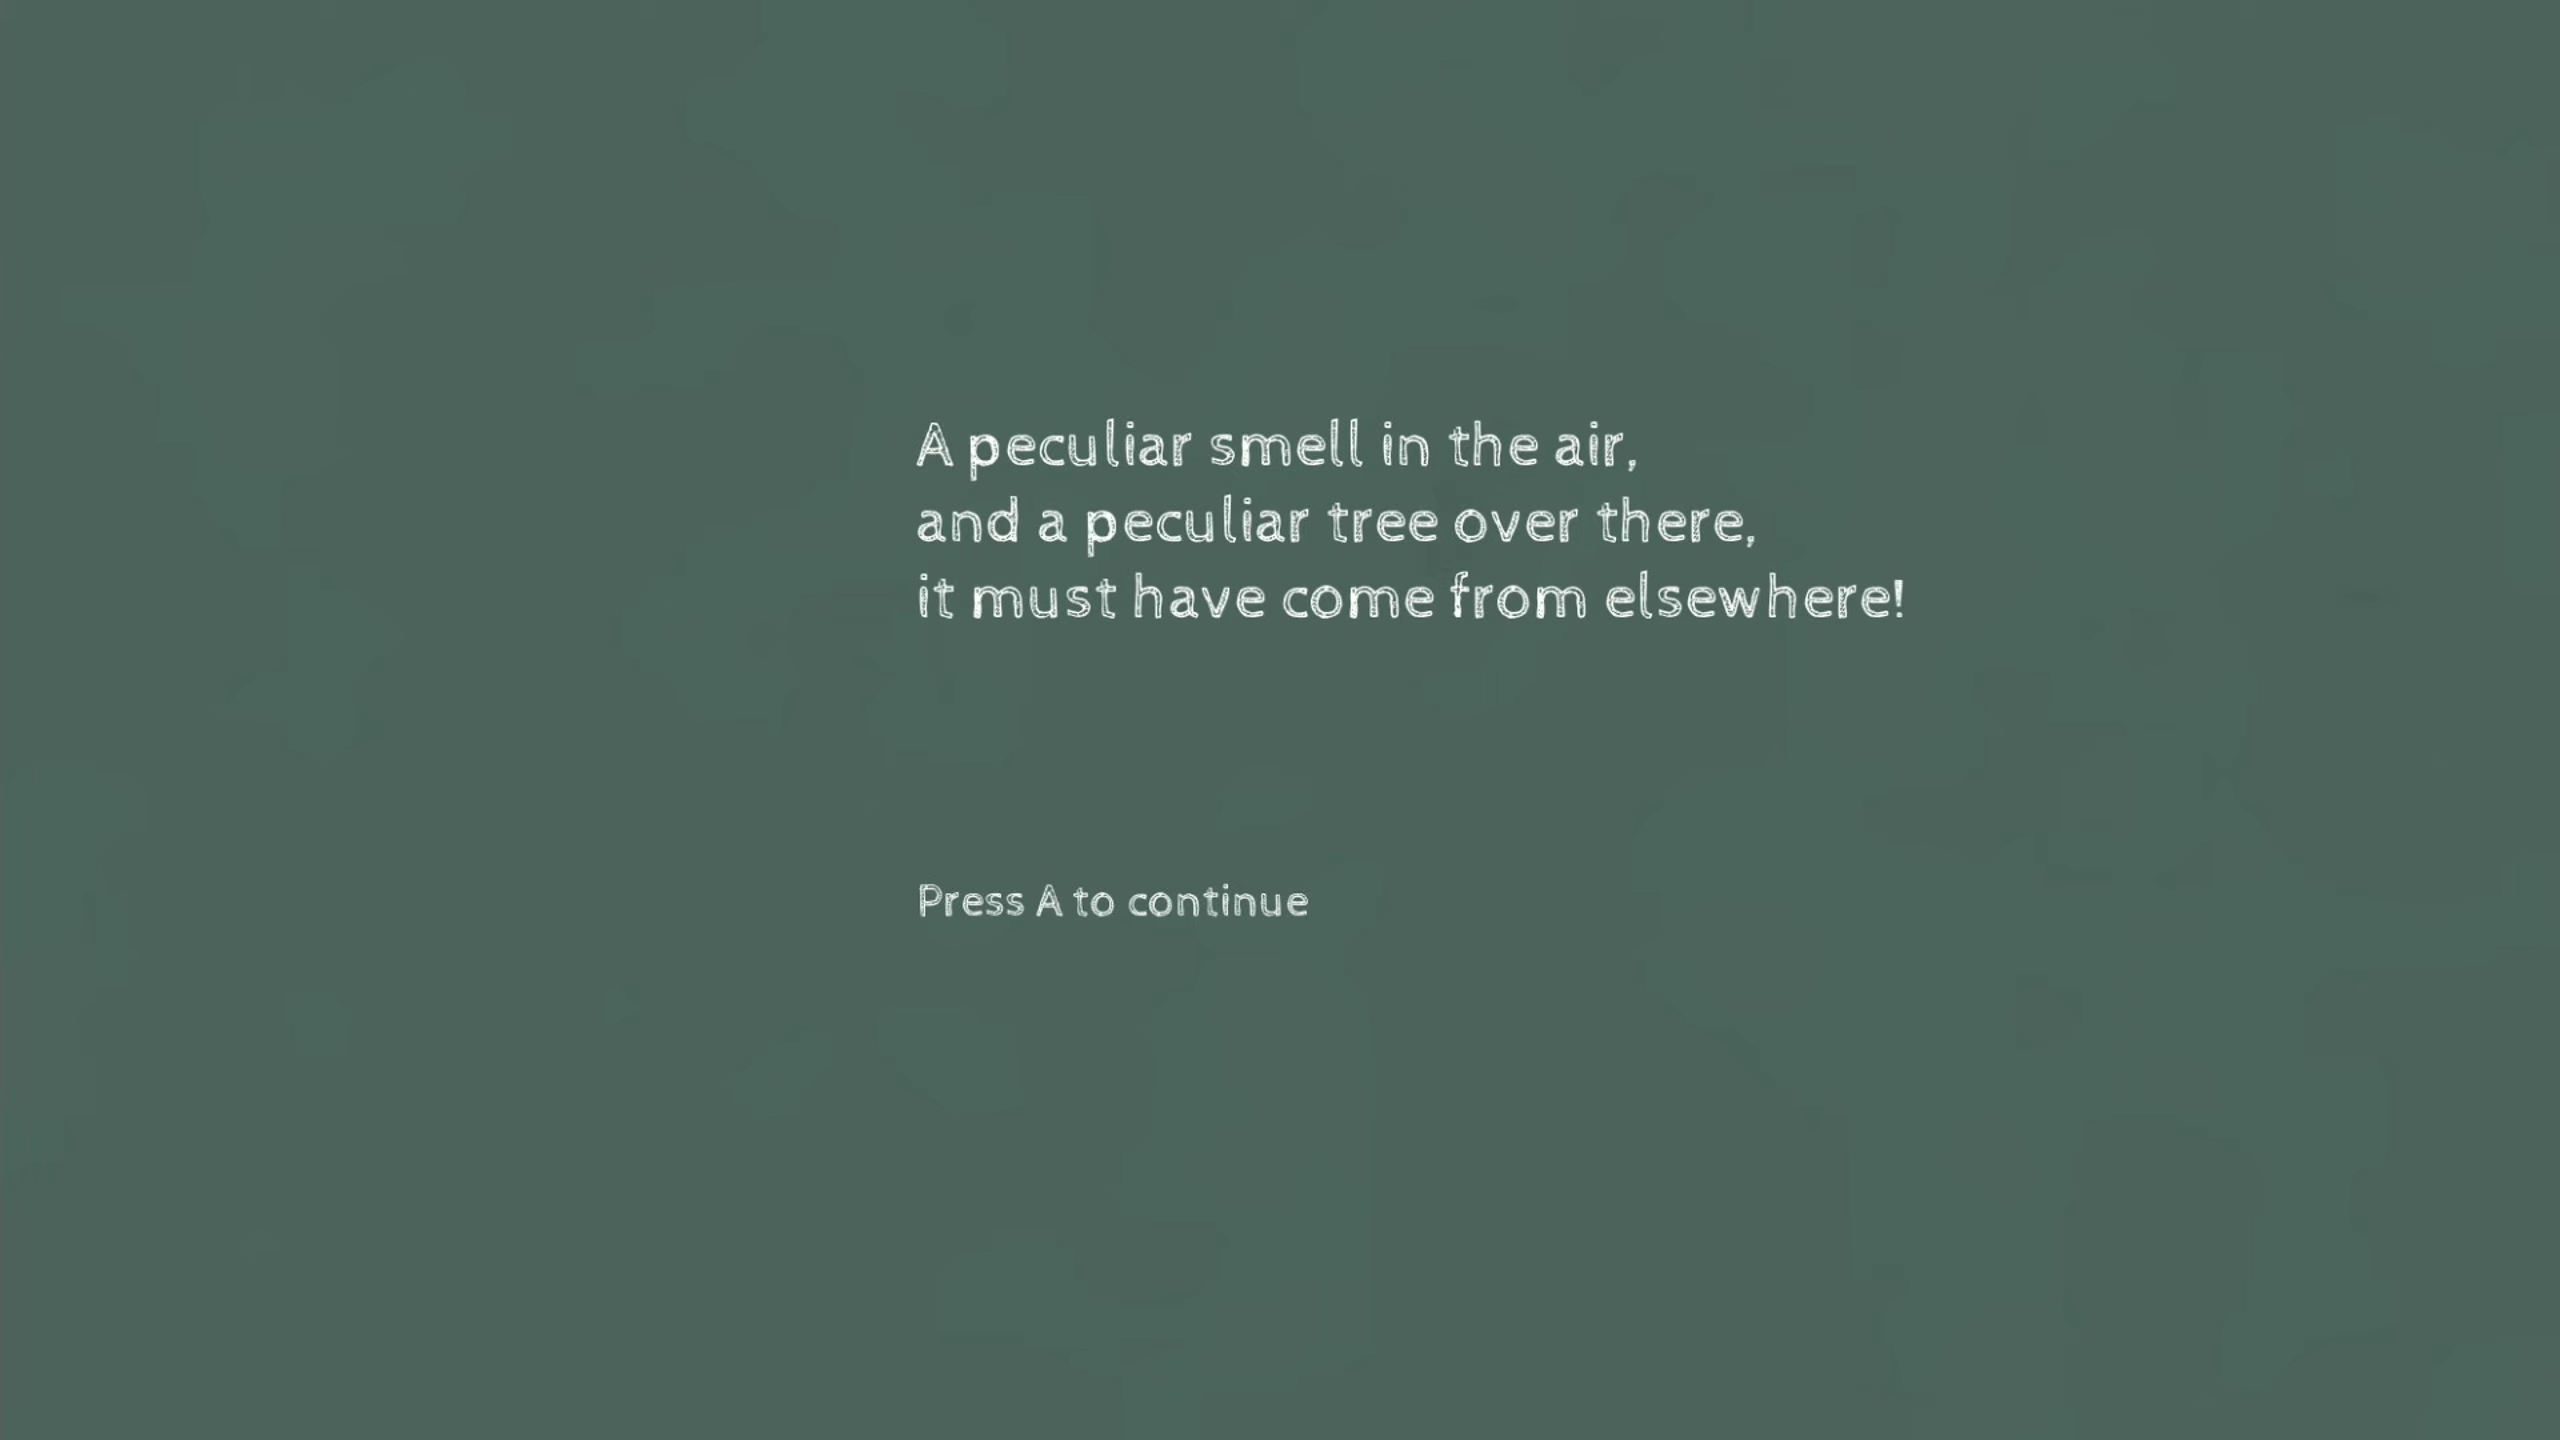 A peculiar smell in the air,
and a peculiar tree over there,
it must have come from elsewhere!
Press A to continue